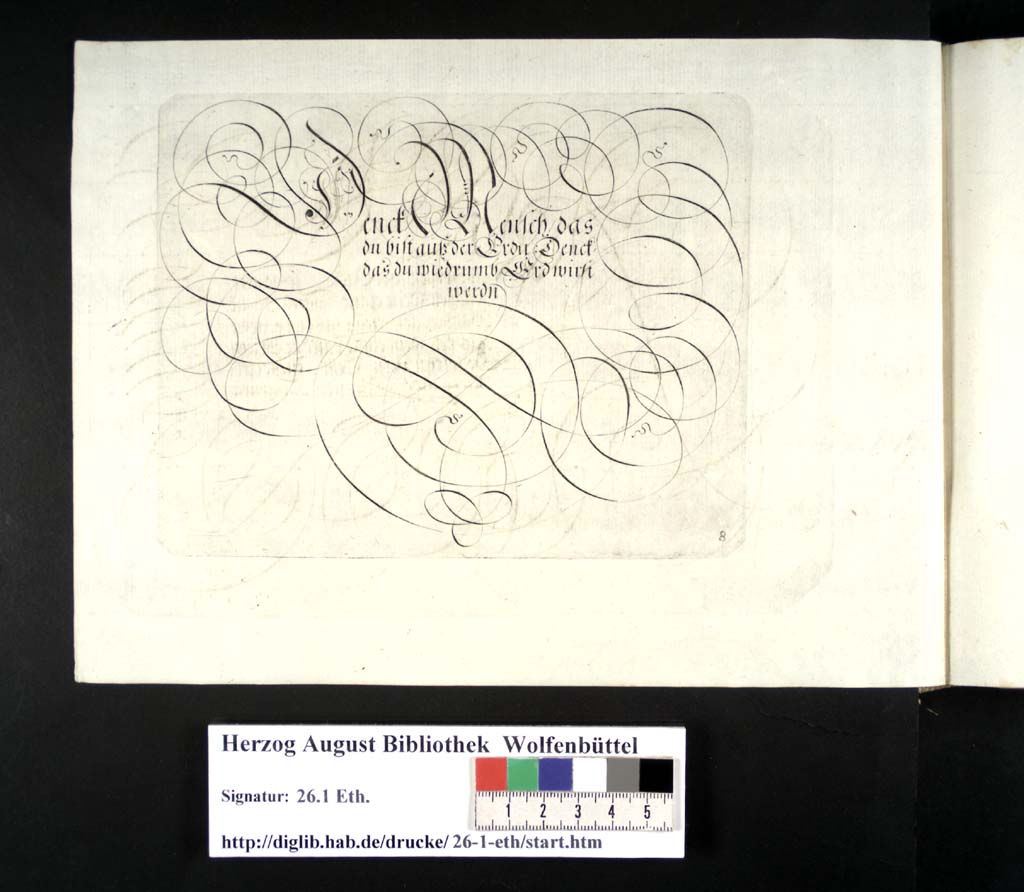 Denck Mensch, das
du bist auß der Erdn Denck
das du wiedrumb Erd wirst
werdn
8
Herzog August Bibliothek Wolfenbüttel
Signatur: 26.1 Eth.
1 2 3 4 5
http://diglib.hab.de/drucke/ 26-1-eth/start.htm